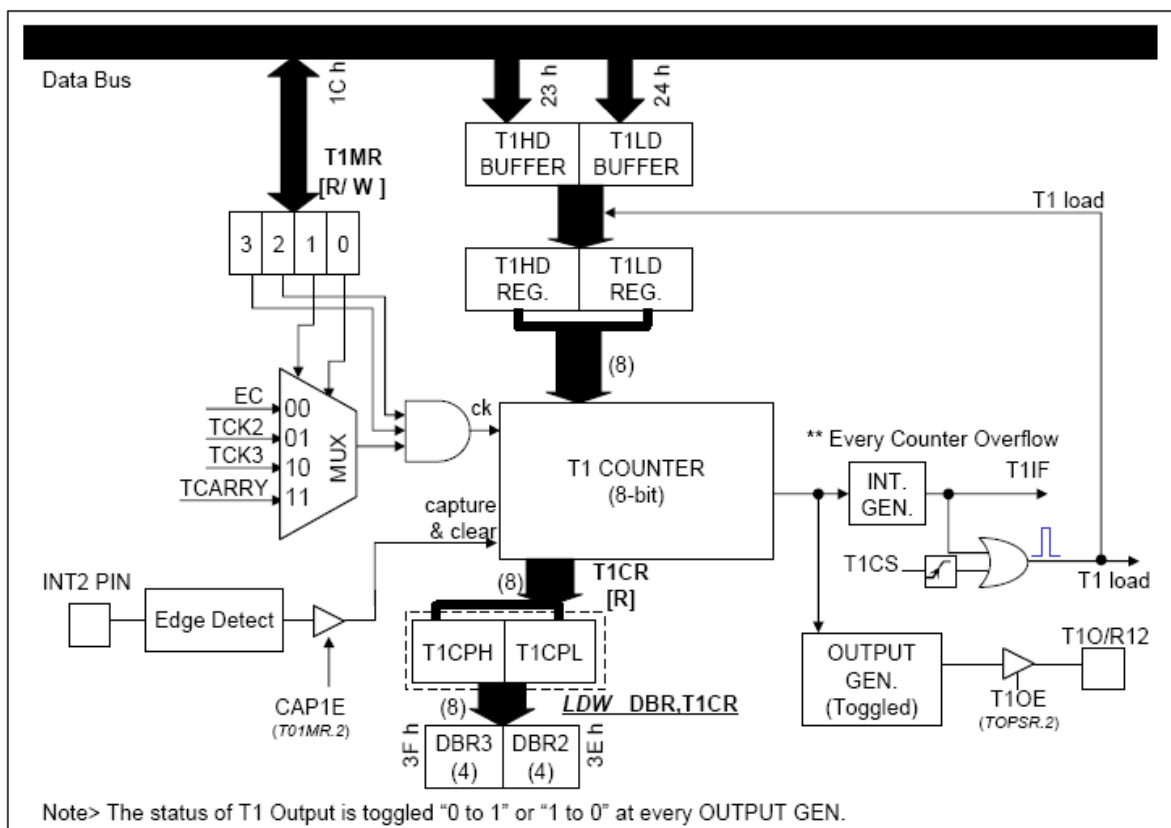 Data Bus
1C h
23 h
24 h
T1MR
[R/ W ]
T1HD
BUFFER
T1LD
BUFFER
T1 load
3 2 1 0
T1HD
REG.
T1LD
REG.
(8)
EC
TCK2
TCK3
TCARRY
00
01
10
11
MUX
ck
T1 COUNTER
(8-bit)
capture
& clear
** Every Counter Overflow
INT.
GEN.
T1IF
T1CS
T1 load
INT2 PIN
Edge Detect
CAP1E
(T01MR.2)
(8)
T1CR
[R]
T1CPH
T1CPL
(8)
LDW DBR,T1CR
3F h
DBR3
(4)
DBR2
(4)
3E h
OUTPUT
GEN.
(Toggled)
T1OE
(TOPSR.2)
T1O/R12
Note> The status of T1 Output is toggled “0 to 1” or “1 to 0” at every OUTPUT GEN.